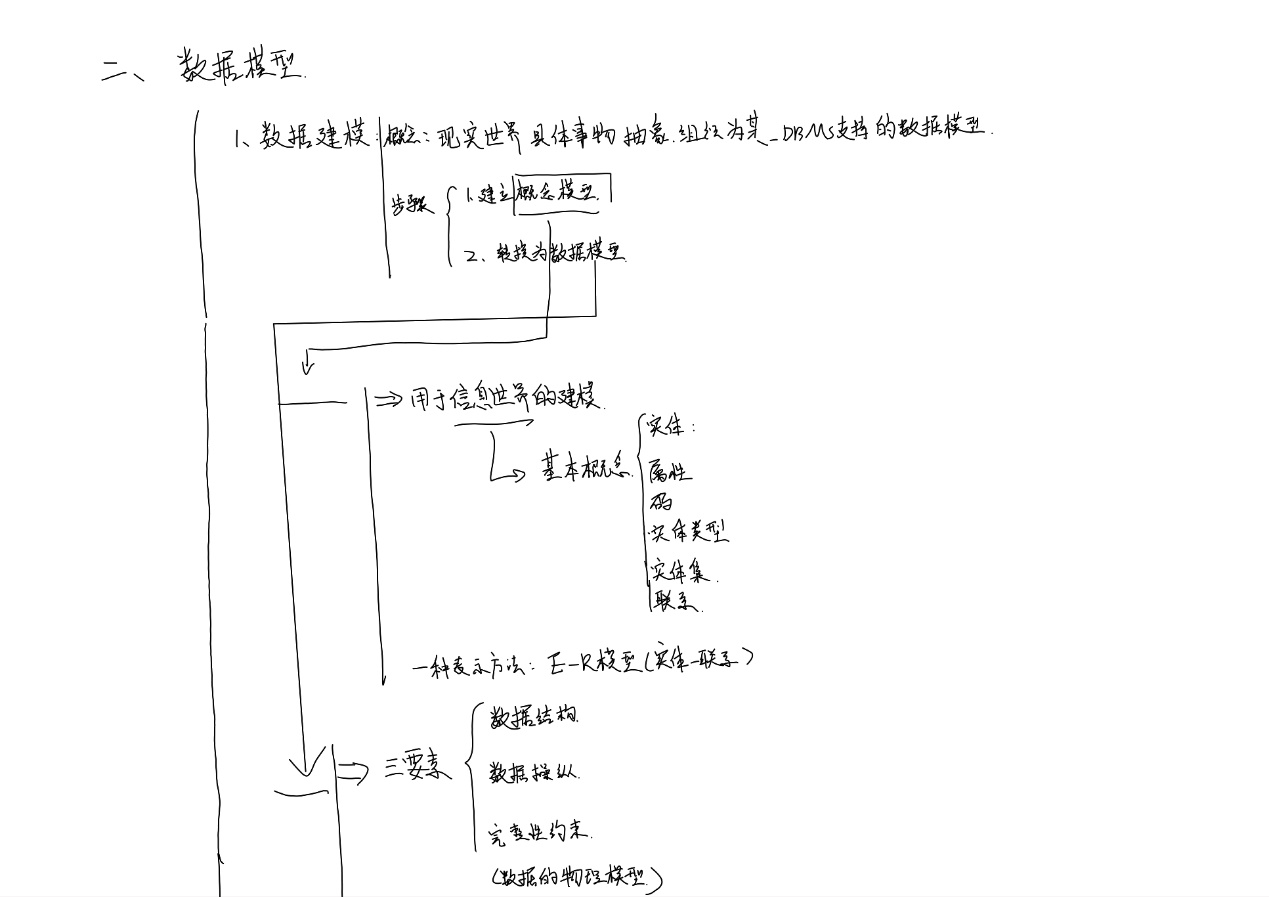 二、 数据模型.
1、数据建模: 概念: 现实世界具体事物抽象.组织为某_DBMS支持的数据模型.
步骤
1.建立概念模型.
2、转换为数据模型
⇒用于信息世界的建模.
实体:
基本概念
属性
码
实体类型
实体集.
联系.
一种表示方法: E-R模型(实体-联系)
数据结构.
⇒ 三要素
数据操纵.
完整性约束.
(数据的物理模型.)